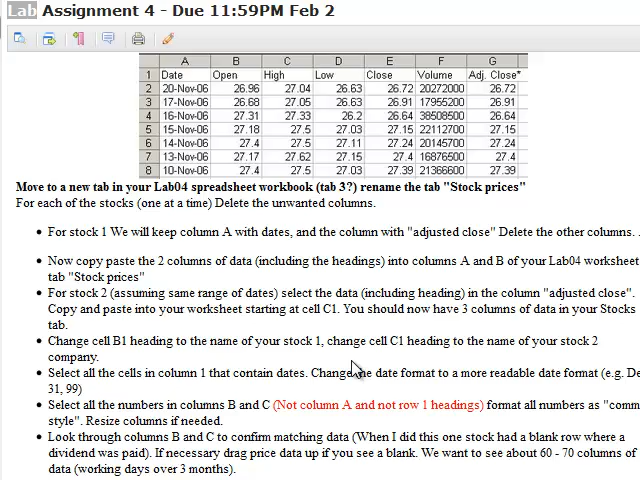 Lab Assignment 4 - Due 11:59PM Feb 2
A B C D E F G
1 Date Open High Low Close Volume Adj. Close*
2 20-Nov-06 26.96 27.04 26.63 26.72 20272000 26.72
3 17-Nov-06 26.68 27.05 26.63 26.91 17955200 26.91
4 16-Nov-06 27.31 27.33 26.2 26.64 38508500 26.64
5 15-Nov-06 27.18 27.5 27.03 27.15 22112700 27.15
6 14-Nov-06 27.4 27.5 27.11 27.24 20145700 27.24
7 13-Nov-06 27.17 27.62 27.15 27.4 16876500 27.4
8 10-Nov-06 27.4 27.5 27.03 27.39 21366600 27.39
Move to a new tab in your Lab04 spreadsheet workbook (tab 3?) rename the tab "Stock prices"
For each of the stocks (one at a time) Delete the unwanted columns.
• For stock 1 We will keep column A with dates, and the column with "adjusted close" Delete the other columns. .
• Now copy paste the 2 columns of data (including the headings) into columns A and B of your Lab04 worksheet
tab "Stock prices"
• For stock 2 (assuming same range of dates) select the data (including heading) in the column "adjusted close".
Copy and paste into your worksheet starting at cell C1. You should now have 3 columns of data in your Stocks
tab.
• Change cell B1 heading to the name of your stock 1, change cell C1 heading to the name of your stock 2
company.
• Select all the cells in column 1 that contain dates. Change the date format to a more readable date format (e.g. De
31, 99)
• Select all the numbers in columns B and C (Not column A and not row 1 headings) format all numbers as "comm
style". Resize columns if needed.
• Look through columns B and C to confirm matching data (When I did this one stock had a blank row where a
dividend was paid). If necessary drag price data up if you see a blank. We want to see about 60 - 70 columns of
data (working days over 3 months).